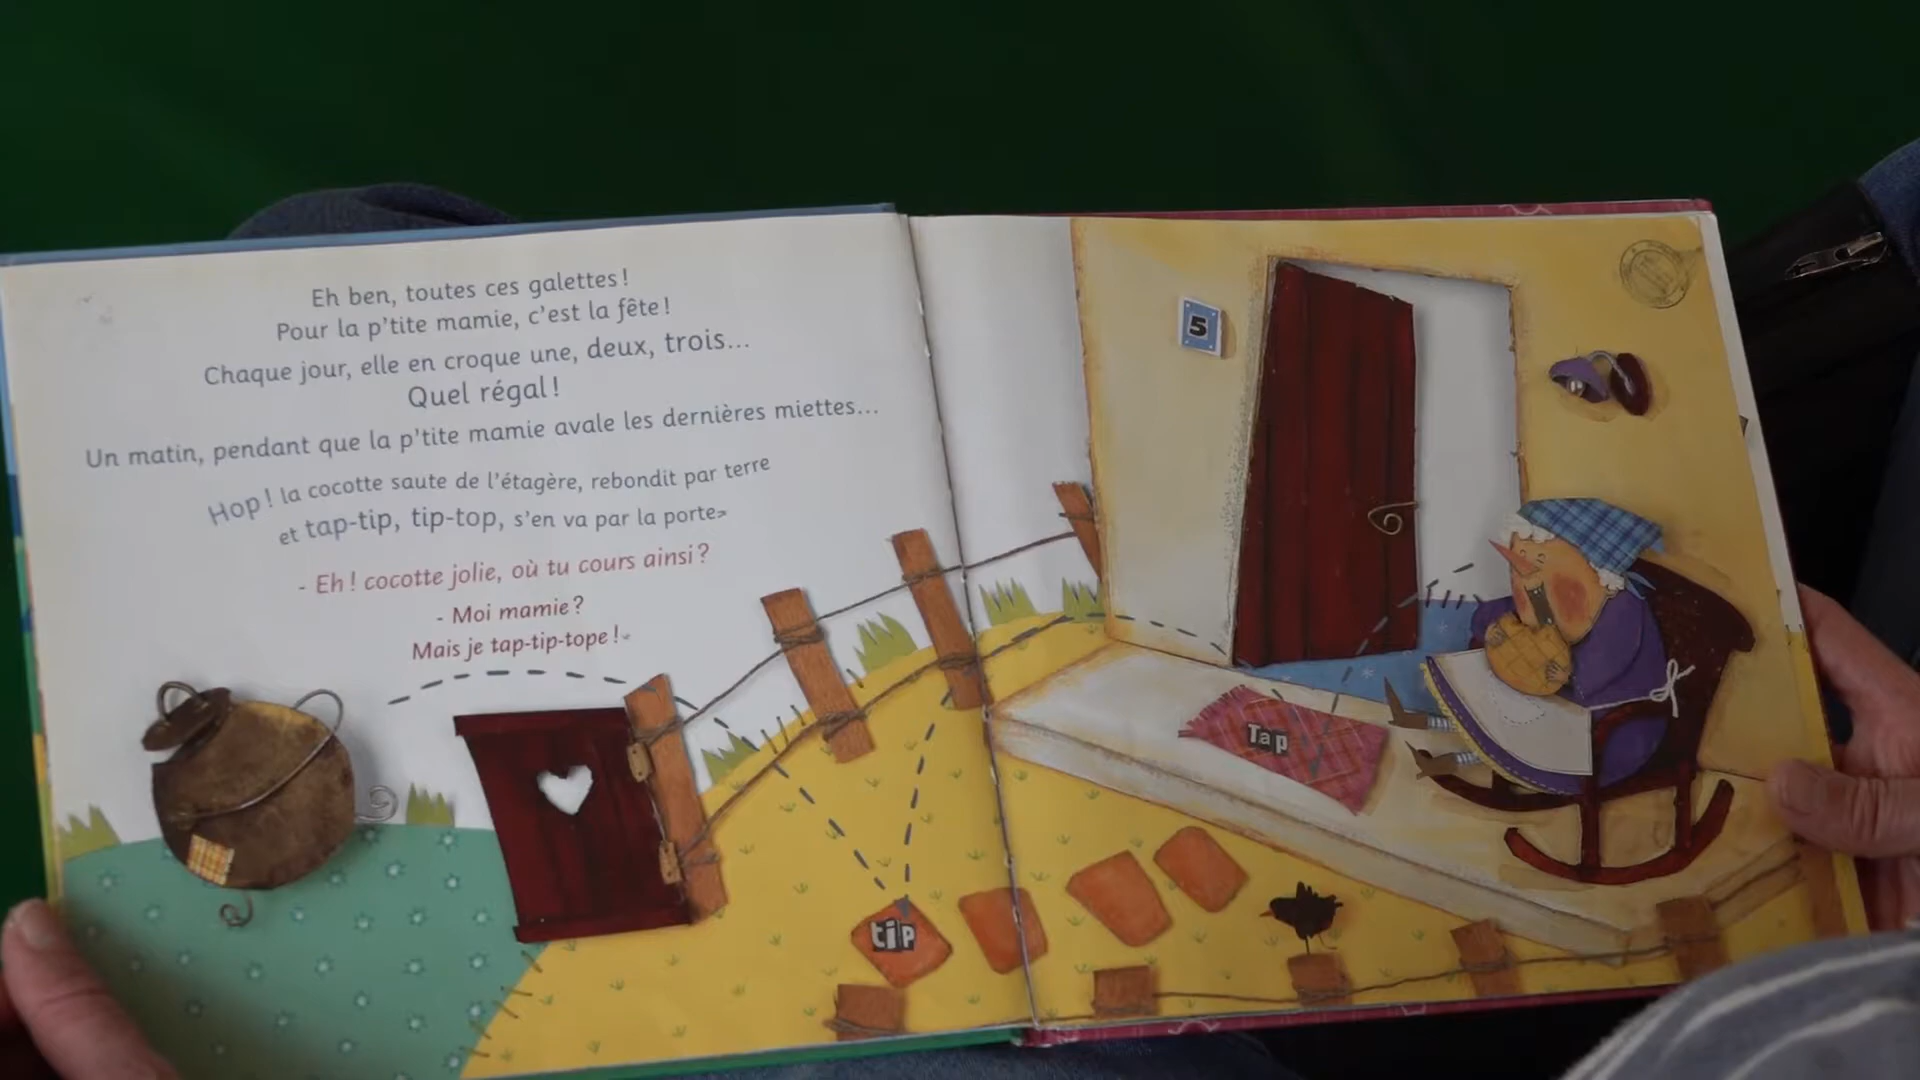 Eh ben, toutes ces galettes !
Pour la p'tite mamie, c'est la fête !
Chaque jour, elle en croque une, deux, trois...
Quel régal !
Un matin, pendant que la p'tite mamie avale les dernières miettes...
Hop ! la cocotte saute de l'étagère, rebondit par terre
et tap-tip, tip-top, s'en va par la porte.
- Eh ! cocotte jolie, où tu cours ainsi ?
- Moi mamie ?
Mais je tap-tip-tope !
tip
5
Tap